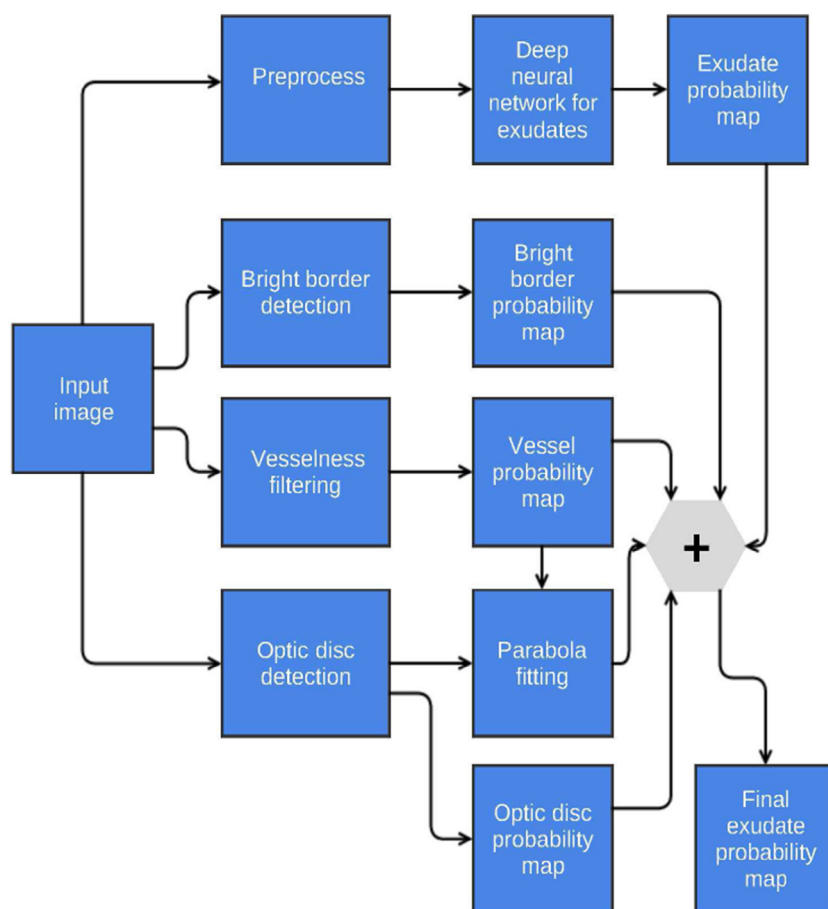 Preprocess
Deep
neural
network for
exudates
Exudate
probability
map
Bright border
detection
Bright
border
probability
map
Input
image
Vesselness
filtering
Vessel
probability
map
+
Optic disc
detection
Parabola
fitting
Optic disc
probability
map
Final
exudate
probability
map